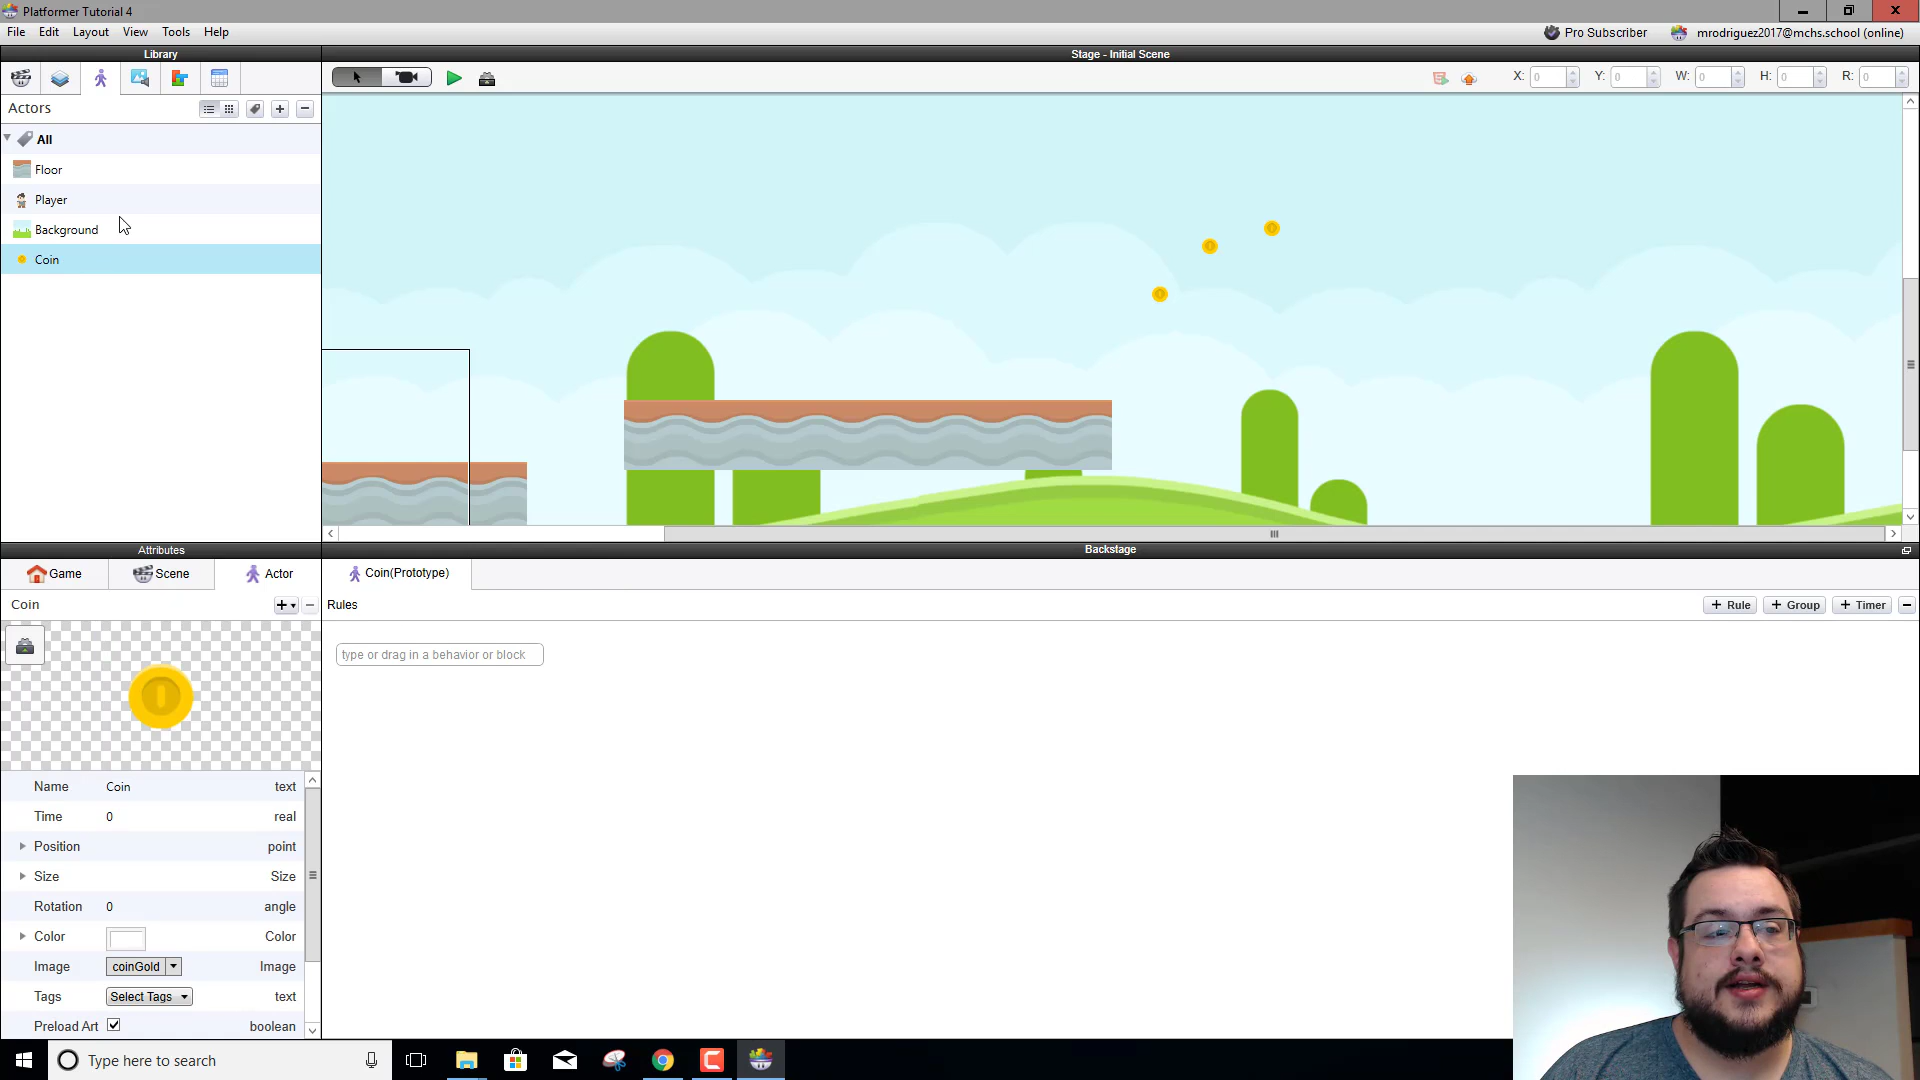 Platformer Tutorial 4
File Edit Layout View Tools Help
Pro Subscriber mrodriguez2017@mchs.school (online)
Library
Stage - Initial Scene
X: 0 Y: 0 W: 0 H: 0 R: 0
Actors
All
Floor
Player
Background
Coin
Attributes
Backstage
Game Scene Actor
Coin(Prototype)
Coin
Rules
+ Rule + Group + Timer
type or drag in a behavior or block
Name Coin text
Time 0 real
Position point
Size Size
Rotation 0 angle
Color Color
Image coinGold Image
Tags Select Tags text
Preload Art boolean
Type here to search